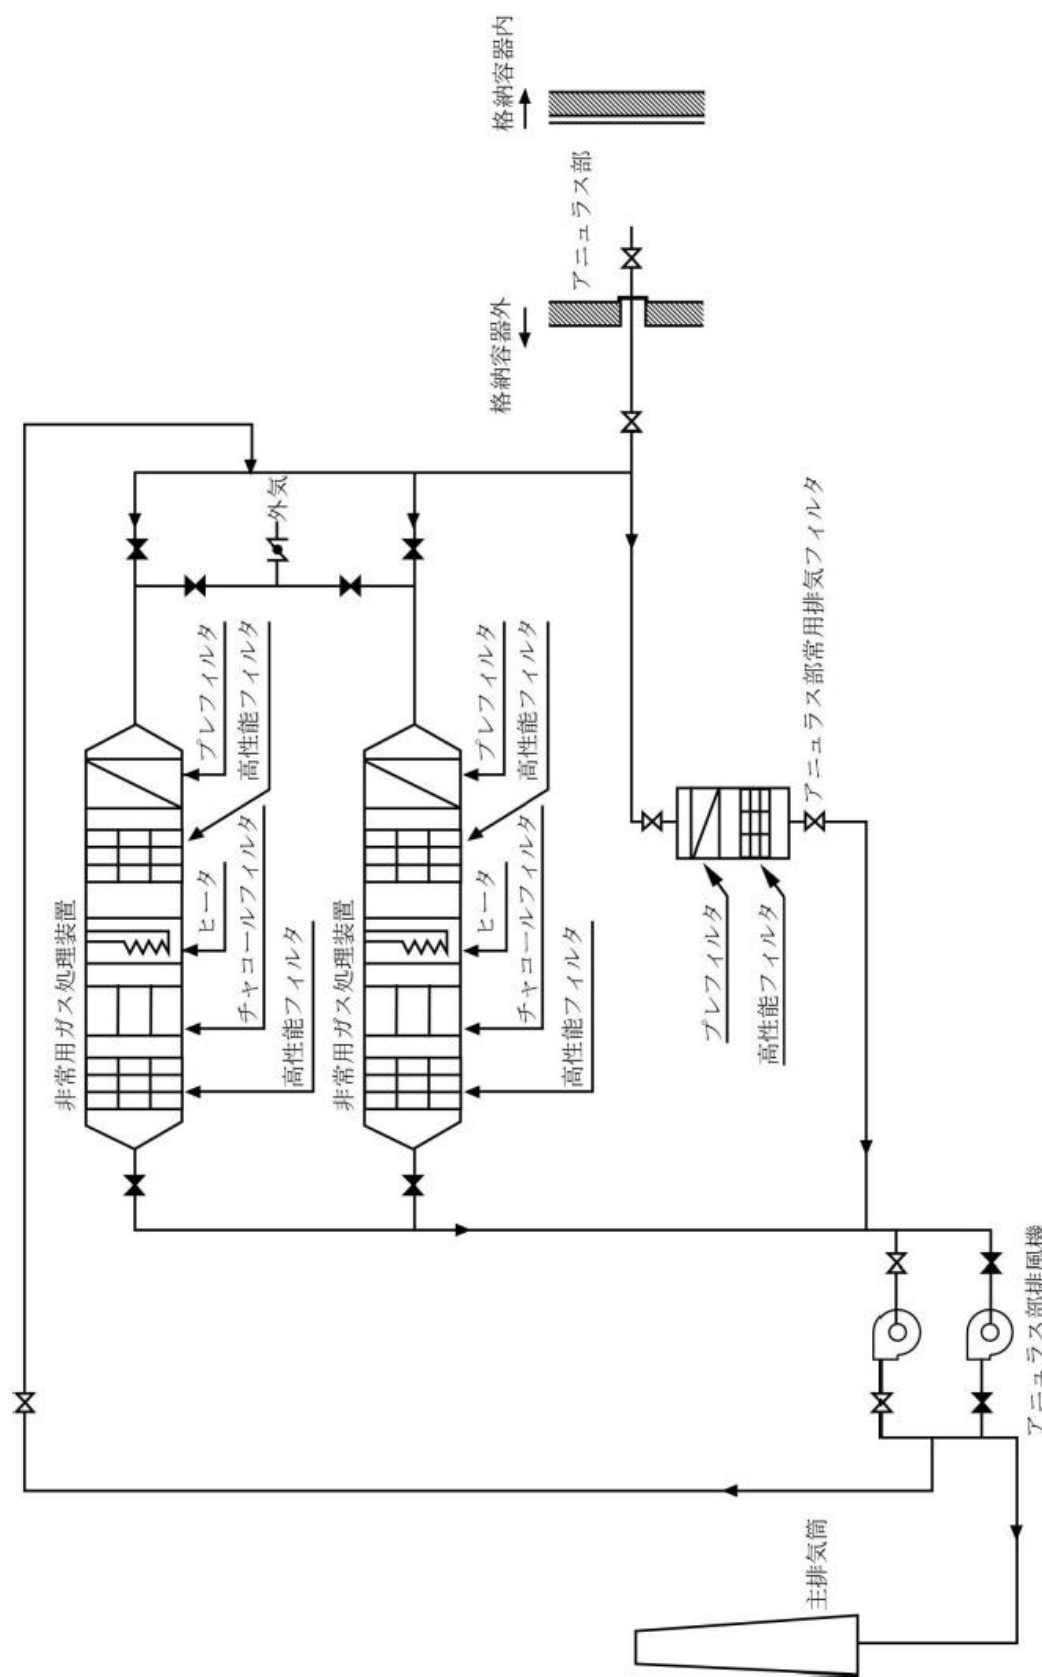 格納容器内
アニュラス部
格納容器外
外気
非常用ガス処理装置
プレフィルタ
高性能フィルタ
ヒータ
チャコールフィルタ
高性能フィルタ
非常用ガス処理装置
プレフィルタ
高性能フィルタ
ヒータ
チャコールフィルタ
高性能フィルタ
アニュラス部常用排気フィルタ
プレフィルタ
高性能フィルタ
アニュラス部排風機
主排気筒